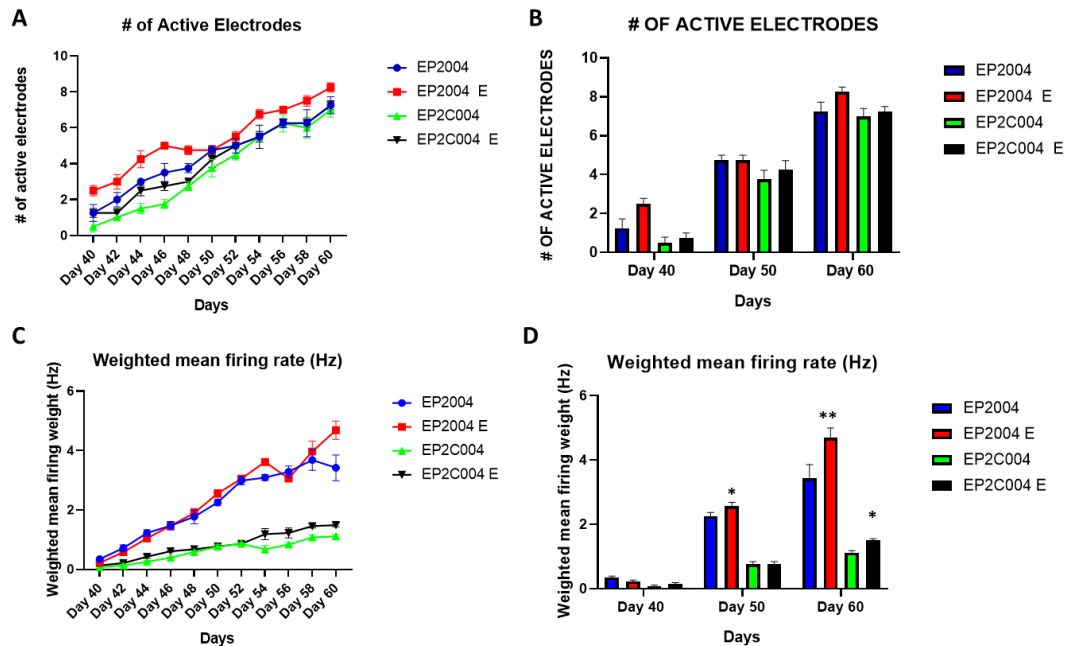 A
# of Active Electrodes
# of active electrodes
10
8
6
4
2
0
Day 40
Day 42
Day 44
Day 46
Day 48
Day 50
Day 52
Day 54
Day 56
Day 58
Day 60
Days
EP2004
EP2004 E
EP2C004
EP2C004 E
B
# OF ACTIVE ELECTRODES
# OF ACTIVE ELECTRODES
10
8
6
4
2
0
Day 40
Day 50
Day 60
Days
EP2004
EP2004 E
EP2C004
EP2C004 E
C
Weighted mean firing rate (Hz)
Weighted mean firing weight (Hz)
6
4
2
0
Day 40
Day 42
Day 44
Day 46
Day 48
Day 50
Day 52
Day 54
Day 56
Day 58
Day 60
Days
EP2004
EP2004 E
EP2C004
EP2C004 E
D
Weighted mean firing rate (Hz)
Weighted mean firing weight (Hz)
6
4
2
0
*
**
*
Day 40
Day 50
Day 60
Days
EP2004
EP2004 E
EP2C004
EP2C004 E